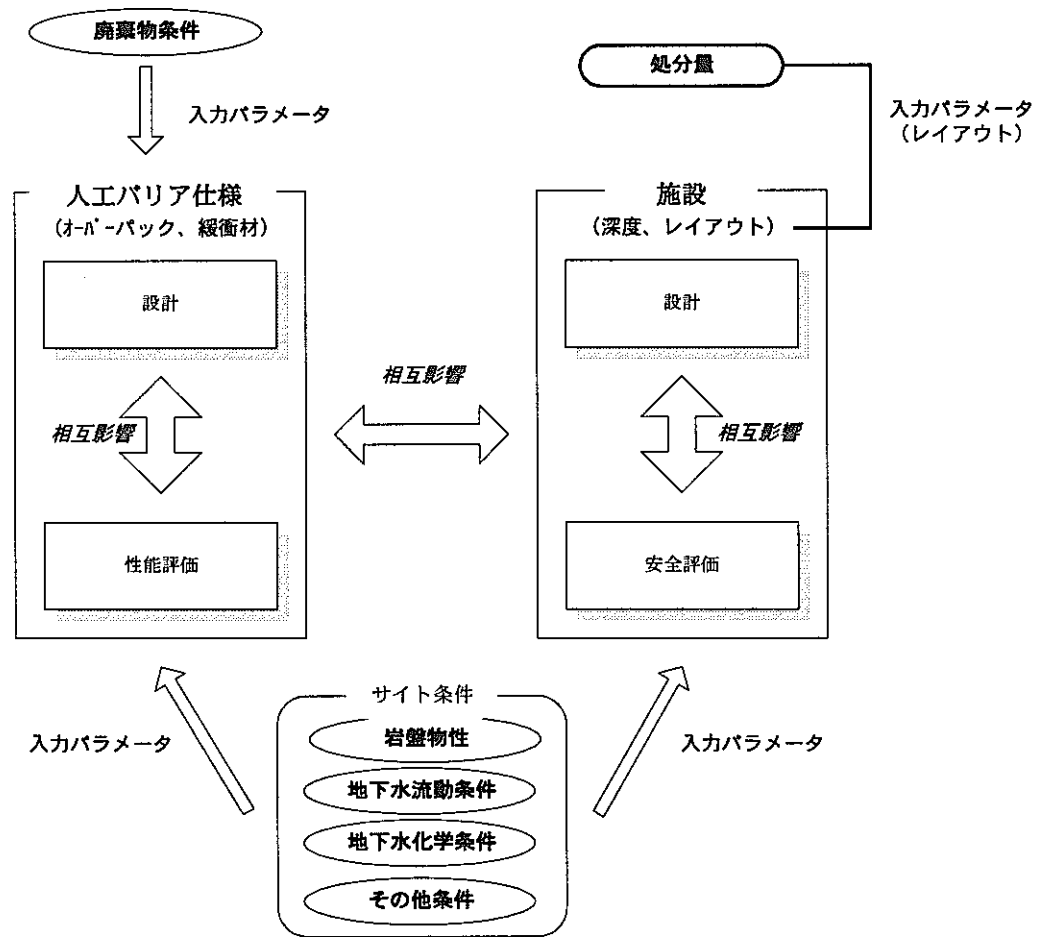 廃棄物条件
処分量
入力パラメータ
入力パラメータ
（レイアウト）
人工バリア仕様
（ｵｰﾊﾞｰパック、緩衝材）
施設
（深度、レイアウト）
設計
設計
相互影響
相互影響
相互影響
性能評価
安全評価
サイト条件
入力パラメータ
岩盤物性
入力パラメータ
地下水流動条件
地下水化学条件
その他条件